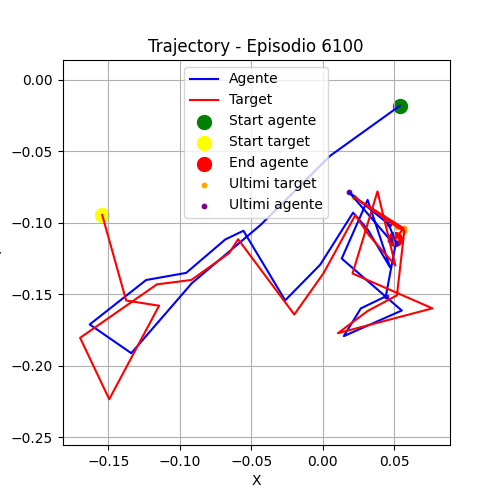 Trajectory - Episodio 6100
Agente
Target
Start agente
Start target
End agente
Ultimi target
Ultimi agente
0.00
−0.05
−0.10
−0.15
−0.20
−0.25
−0.15
−0.10
−0.05
0.00
0.05
X